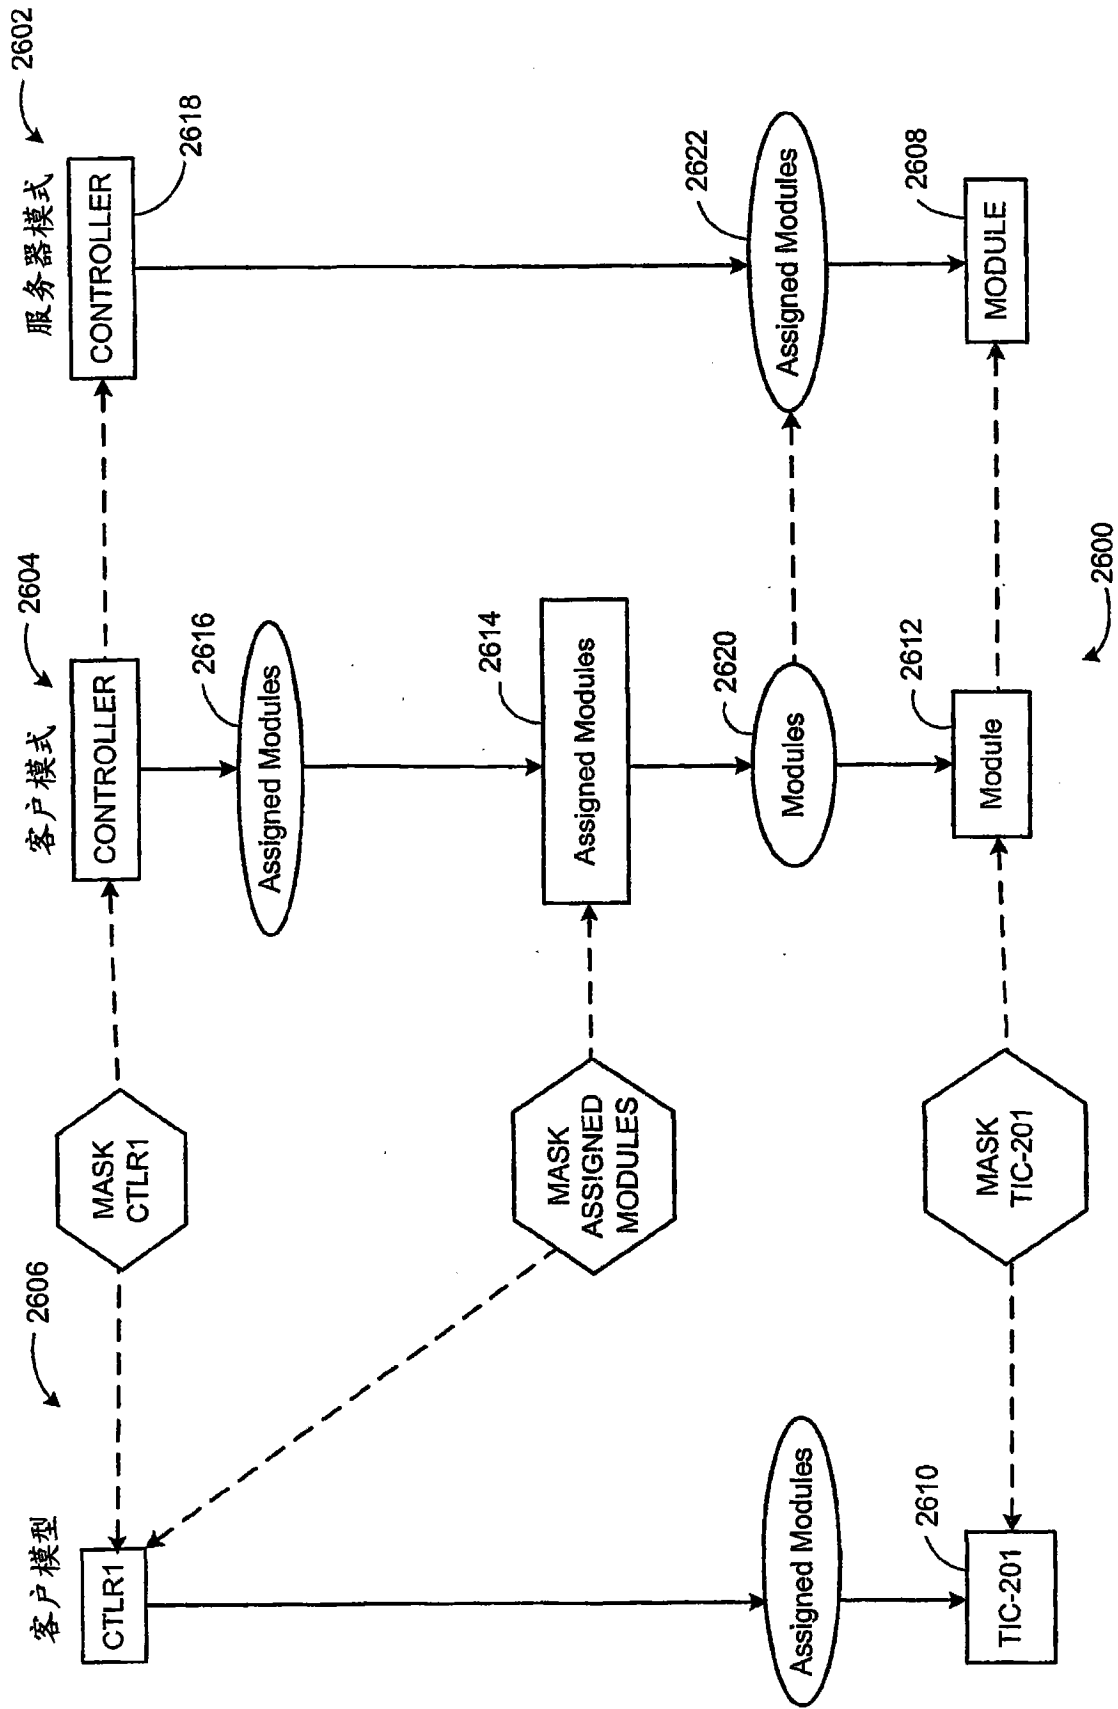 客户模型
2606
客户模式
2604
服务器模式
2602
CTLR1
MASK
CTLR1
CONTROLLER
CONTROLLER
2618
Assigned Modules
2616
MASK
ASSIGNED
MODULES
Assigned Modules
2614
Assigned Modules
Modules
2620
Assigned Modules
2622
TIC-201
2610
MASK
TIC-201
Module
2612
MODULE
2608
2600